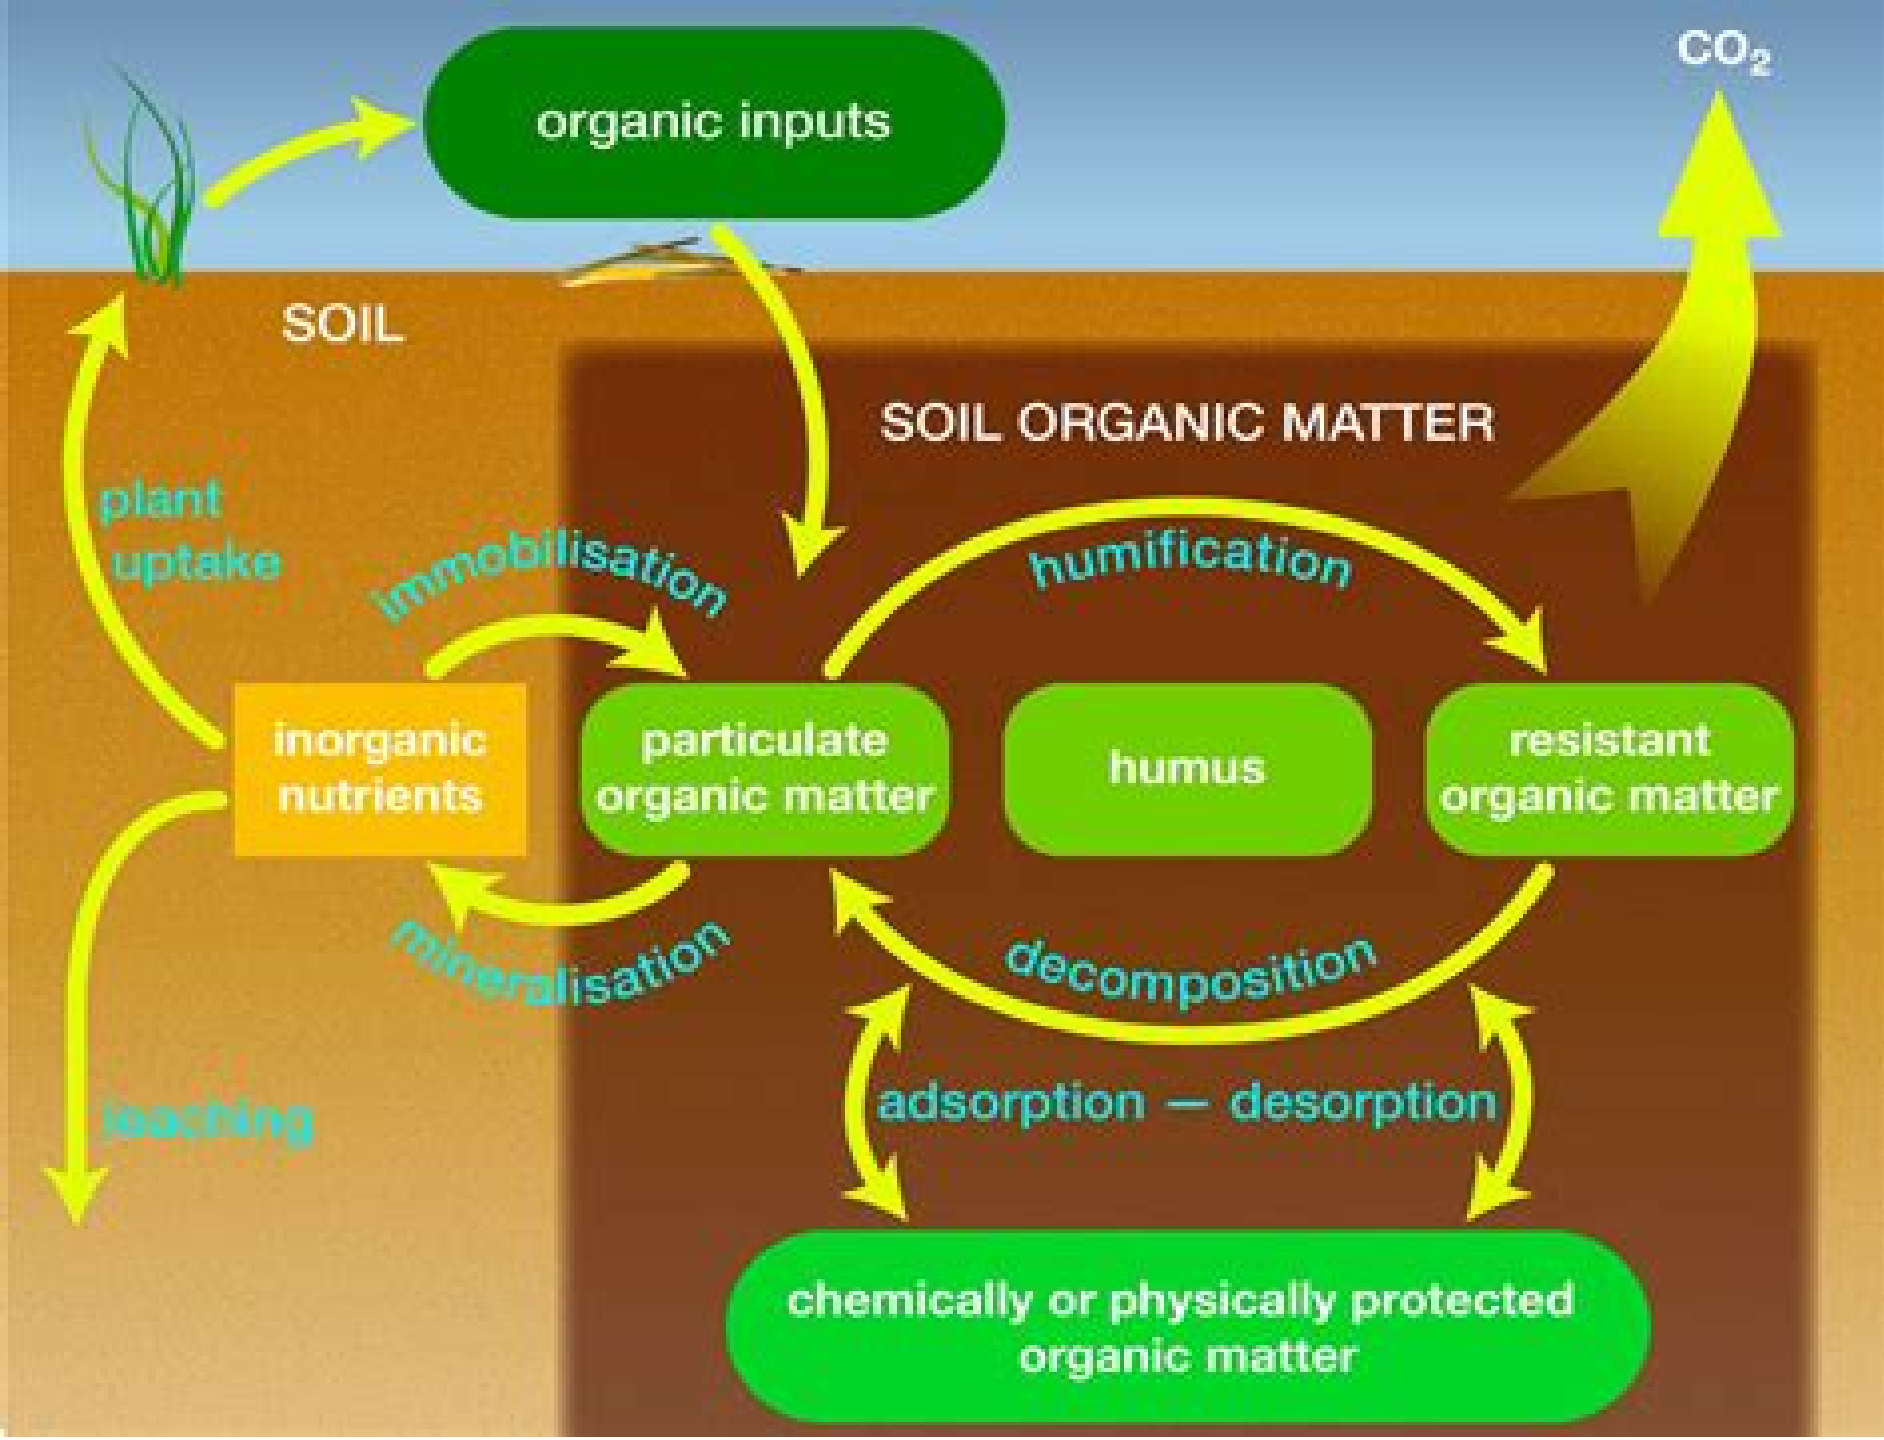 CO₂
organic inputs
SOIL
SOIL ORGANIC MATTER
plant
uptake
immobilisation
humification
inorganic
nutrients
particulate
organic matter
humus
resistant
organic matter
mineralisation
decomposition
adsorption — desorption
leaching
chemically or physically protected
organic matter